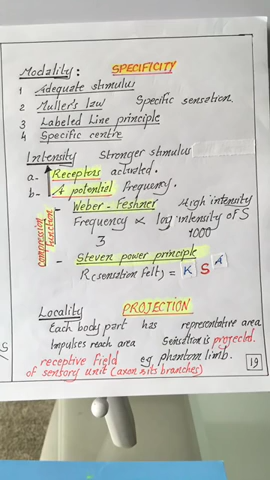 Modality : SPECIFICITY
1 Adequate stimulus
2 Muller's law Specific sensation.
3 Labeled Line principle
4 Specific centre
Intensity Stronger stimulus
a- Receptors activated.
b- A potential frequency.
- Weber - Feshner High intensity
Frequency ∝ log intensity of S
3 1000
compression function
- Steven power principle
R (sensation felt) = K S A
Locality PROJECTION
Each body part has representative area
Impulses reach area Sensation is projected.
receptive field eg phantom limb.
of sensory unit (axon & its branches)
19
/S